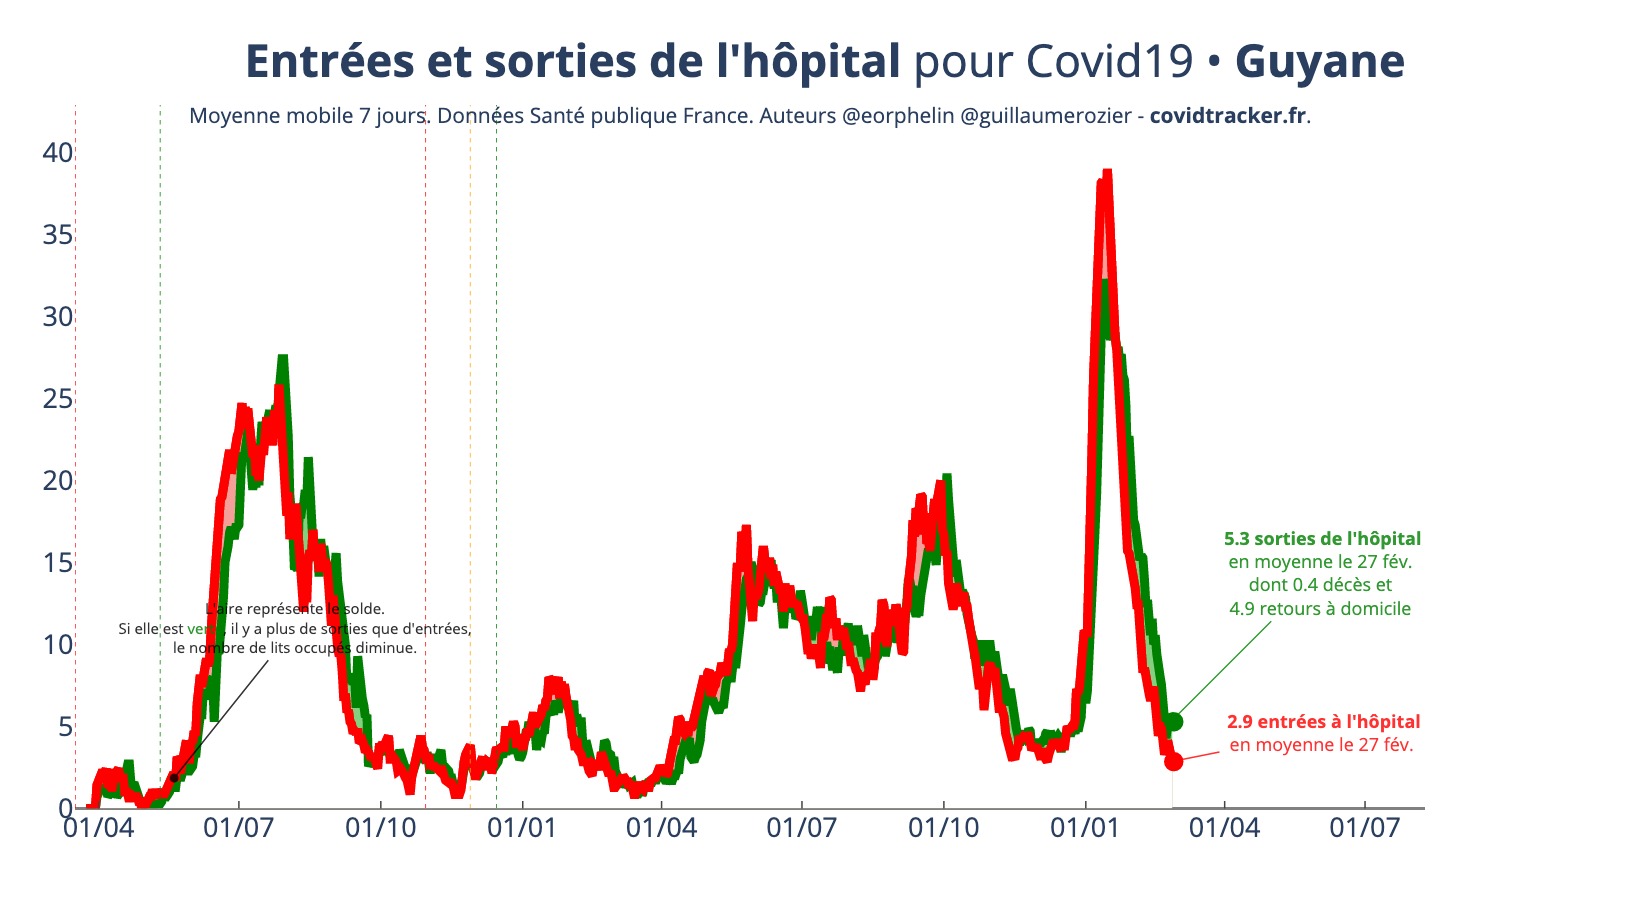 Entrées et sorties de l'hôpital pour Covid19 • Guyane
Moyenne mobile 7 jours. Données Santé publique France. Auteurs @eorphelin @guillaumerozier - covidtracker.fr.
40
35
30
25
20
15
10
5
0
L'aire représente le solde.
Si elle est verte, il y a plus de sorties que d'entrées,
le nombre de lits occupés diminue.
5.3 sorties de l'hôpital
en moyenne le 27 fév.
dont 0.4 décès et
4.9 retours à domicile
2.9 entrées à l'hôpital
en moyenne le 27 fév.
01/04 01/07 01/10 01/01 01/04 01/07 01/10 01/01 01/04 01/07